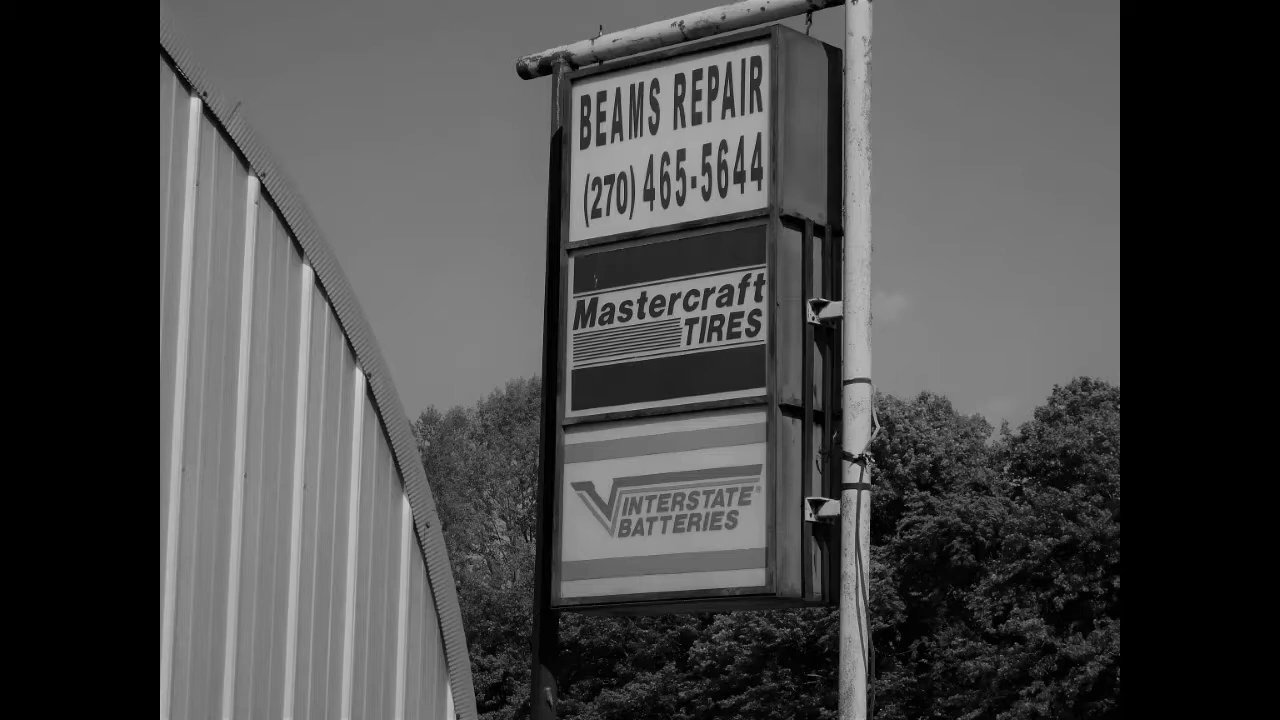 BEAMS REPAIR
(270) 465-5644
Mastercraft
TIRES
INTERSTATE®
BATTERIES